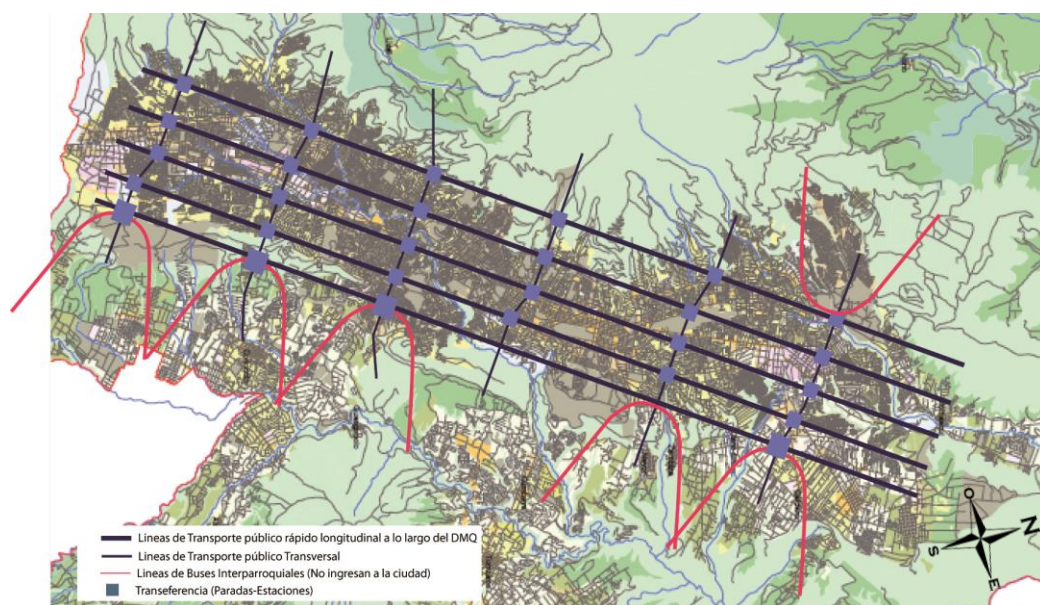 O
N
S
E
Lineas de Transporte público rápido longitudinal a lo largo del DMQ
Lineas de Transporte público Transversal
Lineas de Buses Interparroquiales (No ingresan a la ciudad)
Transeferencia (Paradas-Estaciones)